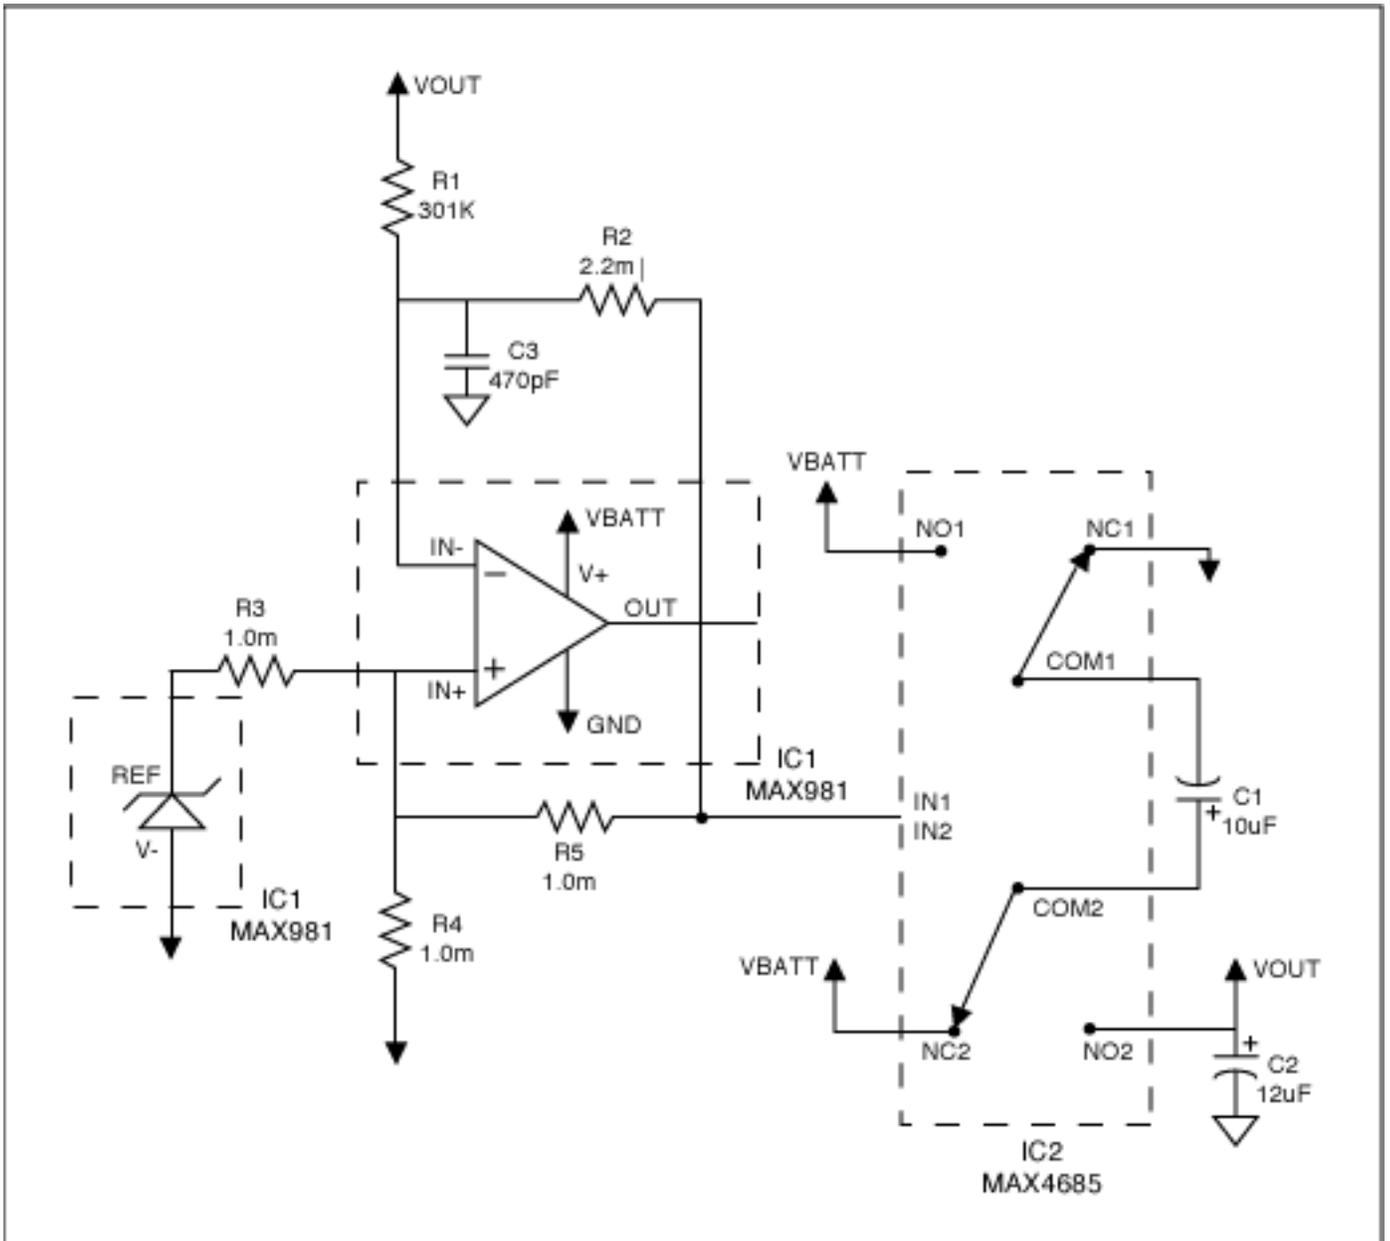 VOUT
R1
301K
R2
2.2m|
C3
470pF
VBATT
VBATT
NO1
NC1
IN-
−
V+
OUT
R3
1.0m
+
IN+
COM1
GND
IC1
MAX981
REF
V-
IN1
IN2
C1
+
10uF
R5
1.0m
IC1
MAX981
COM2
R4
1.0m
VBATT
VOUT
NC2
NO2
+
C2
12uF
IC2
MAX4685